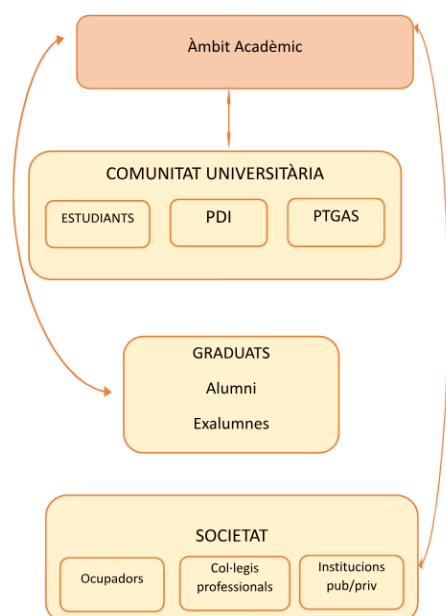 Àmbit Acadèmic
COMUNITAT UNIVERSITÀRIA
ESTUDIANTS
PDI
PTGAS
GRADUATS
Alumni
Exalumnes
SOCIETAT
Ocupadors
Col·legis
professionals
Institucions
pub/priv